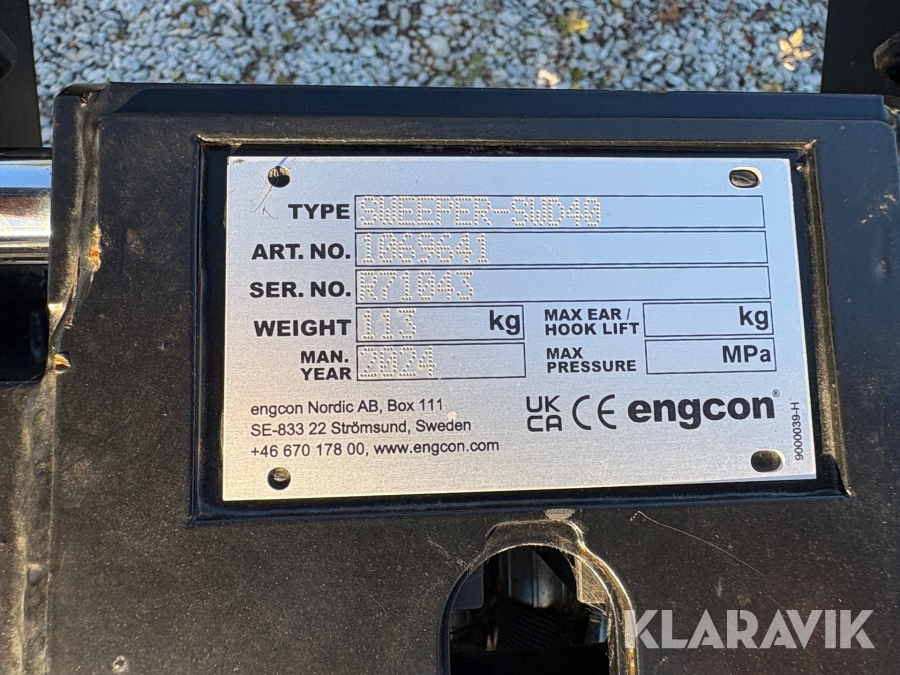 TYPE SWEEPER-SWD40
ART. NO. 1069641
SER. NO. R71043
WEIGHT 113 kg
MAX EAR / HOOK LIFT kg
MAN. YEAR 2024
MAX PRESSURE MPa
engcon Nordic AB, Box 111
SE-833 22 Strömsund, Sweden
+46 670 178 00, www.engcon.com
UK CA CE engcon®
9000039-H
KLARAVIK